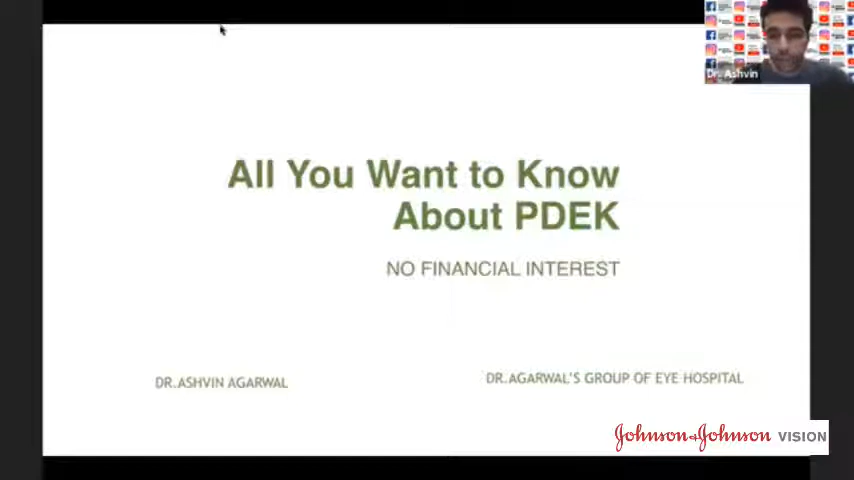 Dr. Ashvin
All You Want to Know
About PDEK
NO FINANCIAL INTEREST
DR.ASHVIN AGARWAL
DR.AGARWAL'S GROUP OF EYE HOSPITAL
Johnson+Johnson VISION